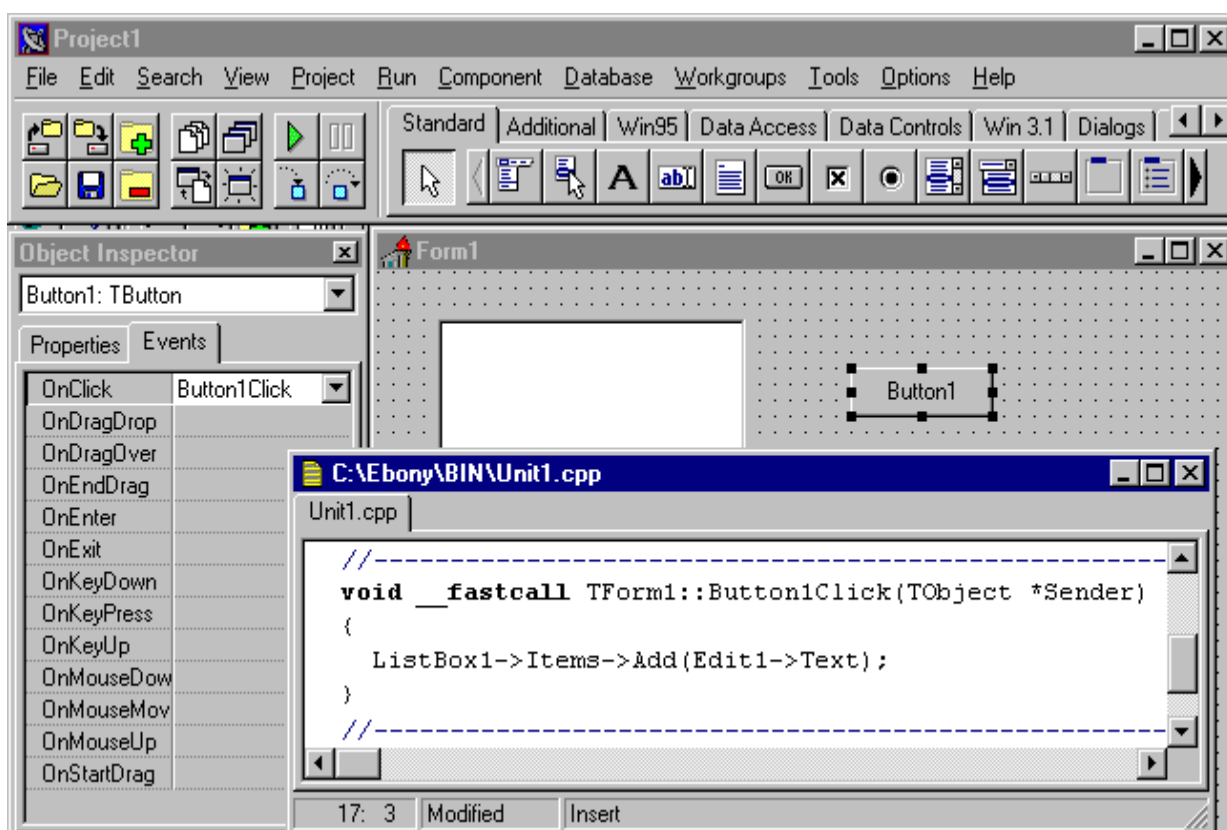 Project1
File Edit Search View Project Run Component Database Workgroups Tools Options Help
Standard Additional Win95 Data Access Data Controls Win 3.1 Dialogs
A ab OK
Object Inspector
Button1: TButton
Properties Events
OnClick Button1Click
OnDragDrop
OnDragOver
OnEndDrag
OnEnter
OnExit
OnKeyDown
OnKeyPress
OnKeyUp
OnMouseDow
OnMouseMov
OnMouseUp
OnStartDrag
Form1
Button1
C:\Ebony\BIN\Unit1.cpp
Unit1.cpp
//------------------------------------------------------
void __fastcall TForm1::Button1Click(TObject *Sender)
{
ListBox1->Items->Add(Edit1->Text);
}
//------------------------------------------------------
17: 3 Modified Insert